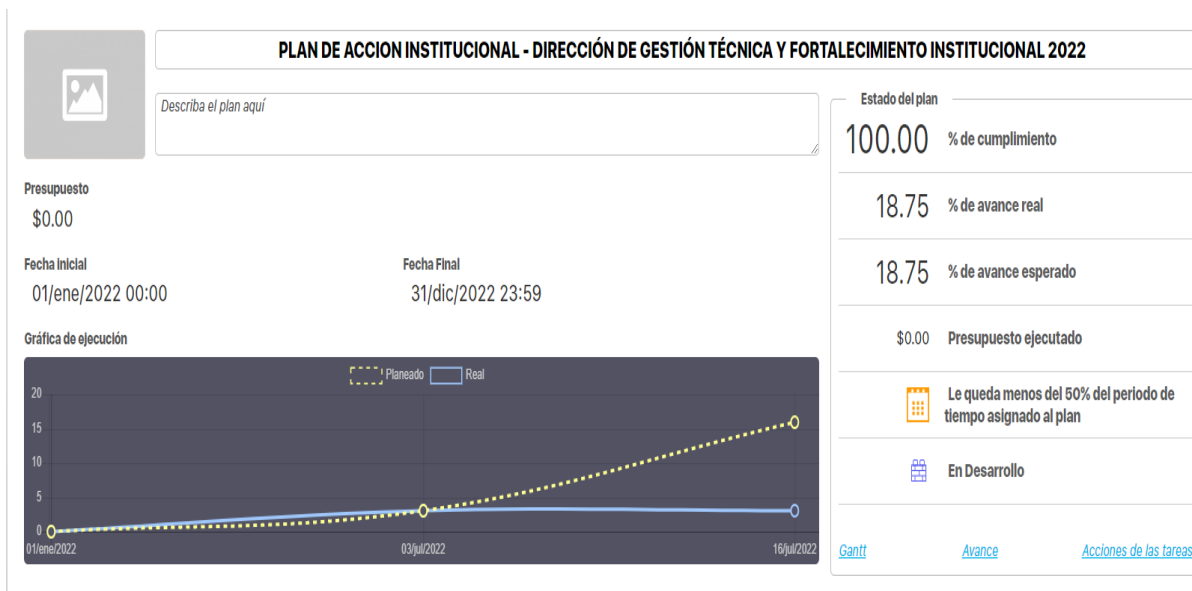 PLAN DE ACCION INSTITUCIONAL - DIRECCIÓN DE GESTIÓN TÉCNICA Y FORTALECIMIENTO INSTITUCIONAL 2022
Describa el plan aquí
Presupuesto
$0.00
Fecha Inicial
01/ene/2022 00:00
Fecha Final
31/dic/2022 23:59
Gráfica de ejecución
Planeado
Real
20
15
10
5
0
01/ene/2022
03/jul/2022
16/jul/2022
Estado del plan
100.00 % de cumplimiento
18.75 % de avance real
18.75 % de avance esperado
$0.00 Presupuesto ejecutado
Le queda menos del 50% del periodo de
tiempo asignado al plan
En Desarrollo
Gantt
Avance
Acciones de las tareas